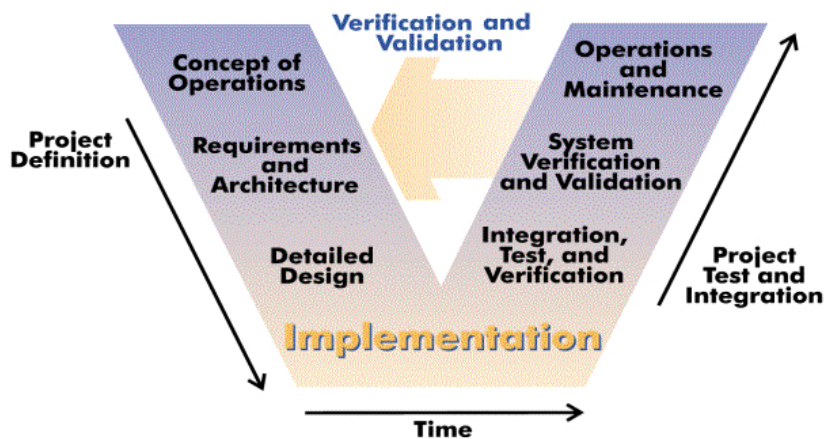 Verification and
Validation
Concept of
Operations
Operations
and
Maintenance
Project
Definition
Requirements
and
Architecture
System
Verification
and Validation
Detailed
Design
Integration,
Test, and
Verification
Project
Test and
Integration
Implementation
Time